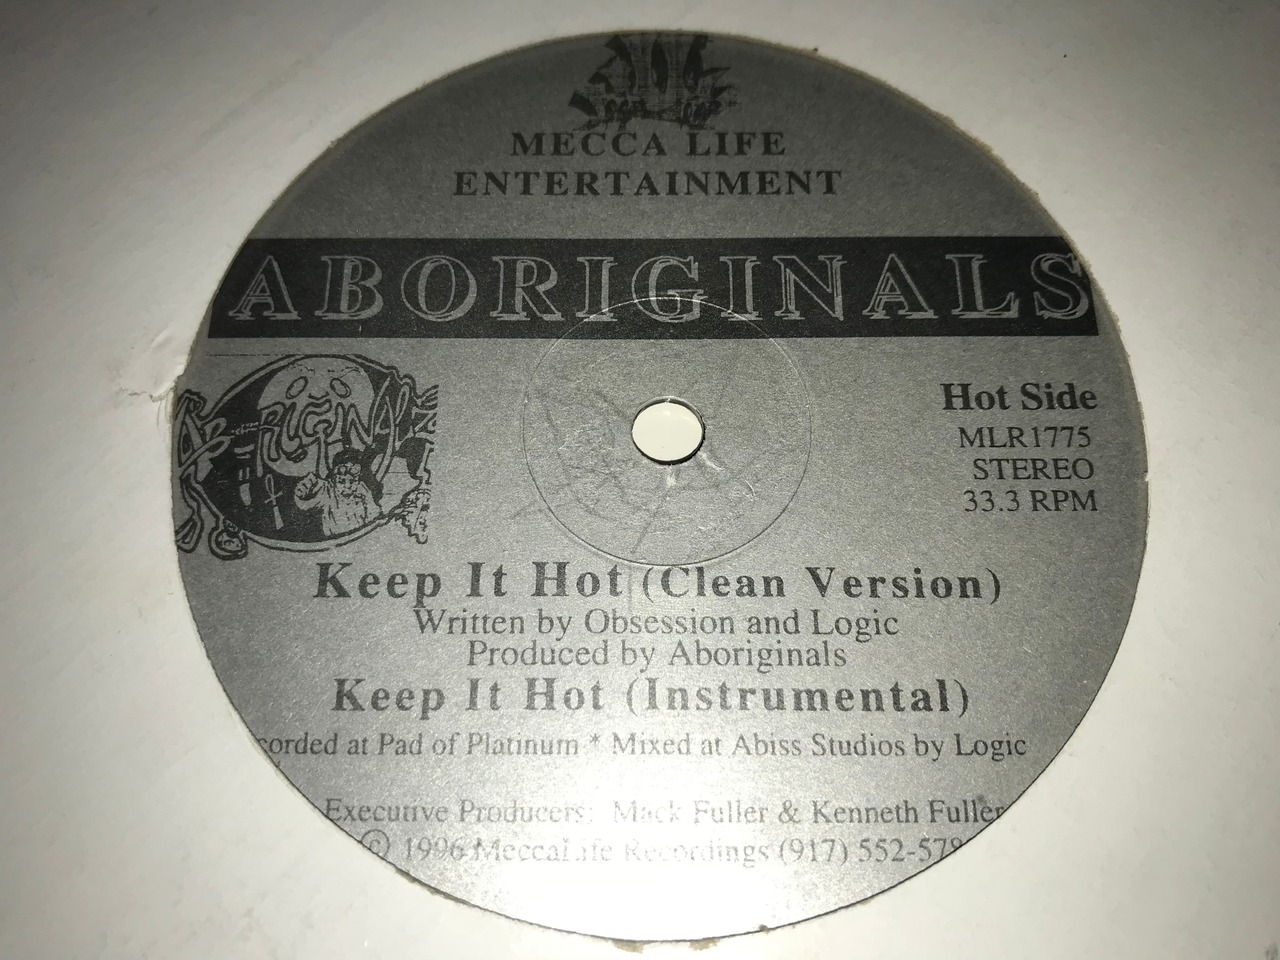 MECCA LIFE
ENTERTAINMENT
ABORIGINALS
Hot Side
MLR1775
STEREO
33.3 RPM
Keep It Hot (Clean Version)
Written by Obsession and Logic
Produced by Aboriginals
Keep It Hot (Instrumental)
corded at Pad of Platinum * Mixed at Abiss Studios by Logic
Executive Producers: Mack Fuller & Kenneth Fuller
© 1996 MeccaLife Recordings (917) 552-578